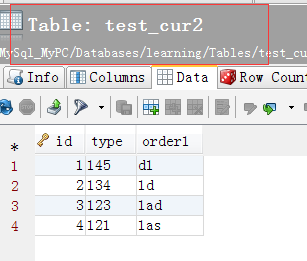 Table: test_cur2
MySql_MyPC/Databases/learning/Tables/test_cu
Info Columns Data Row Count
* id type order1
1 1 145 d1
2 2 134 1d
3 3 123 1ad
4 4 121 1as